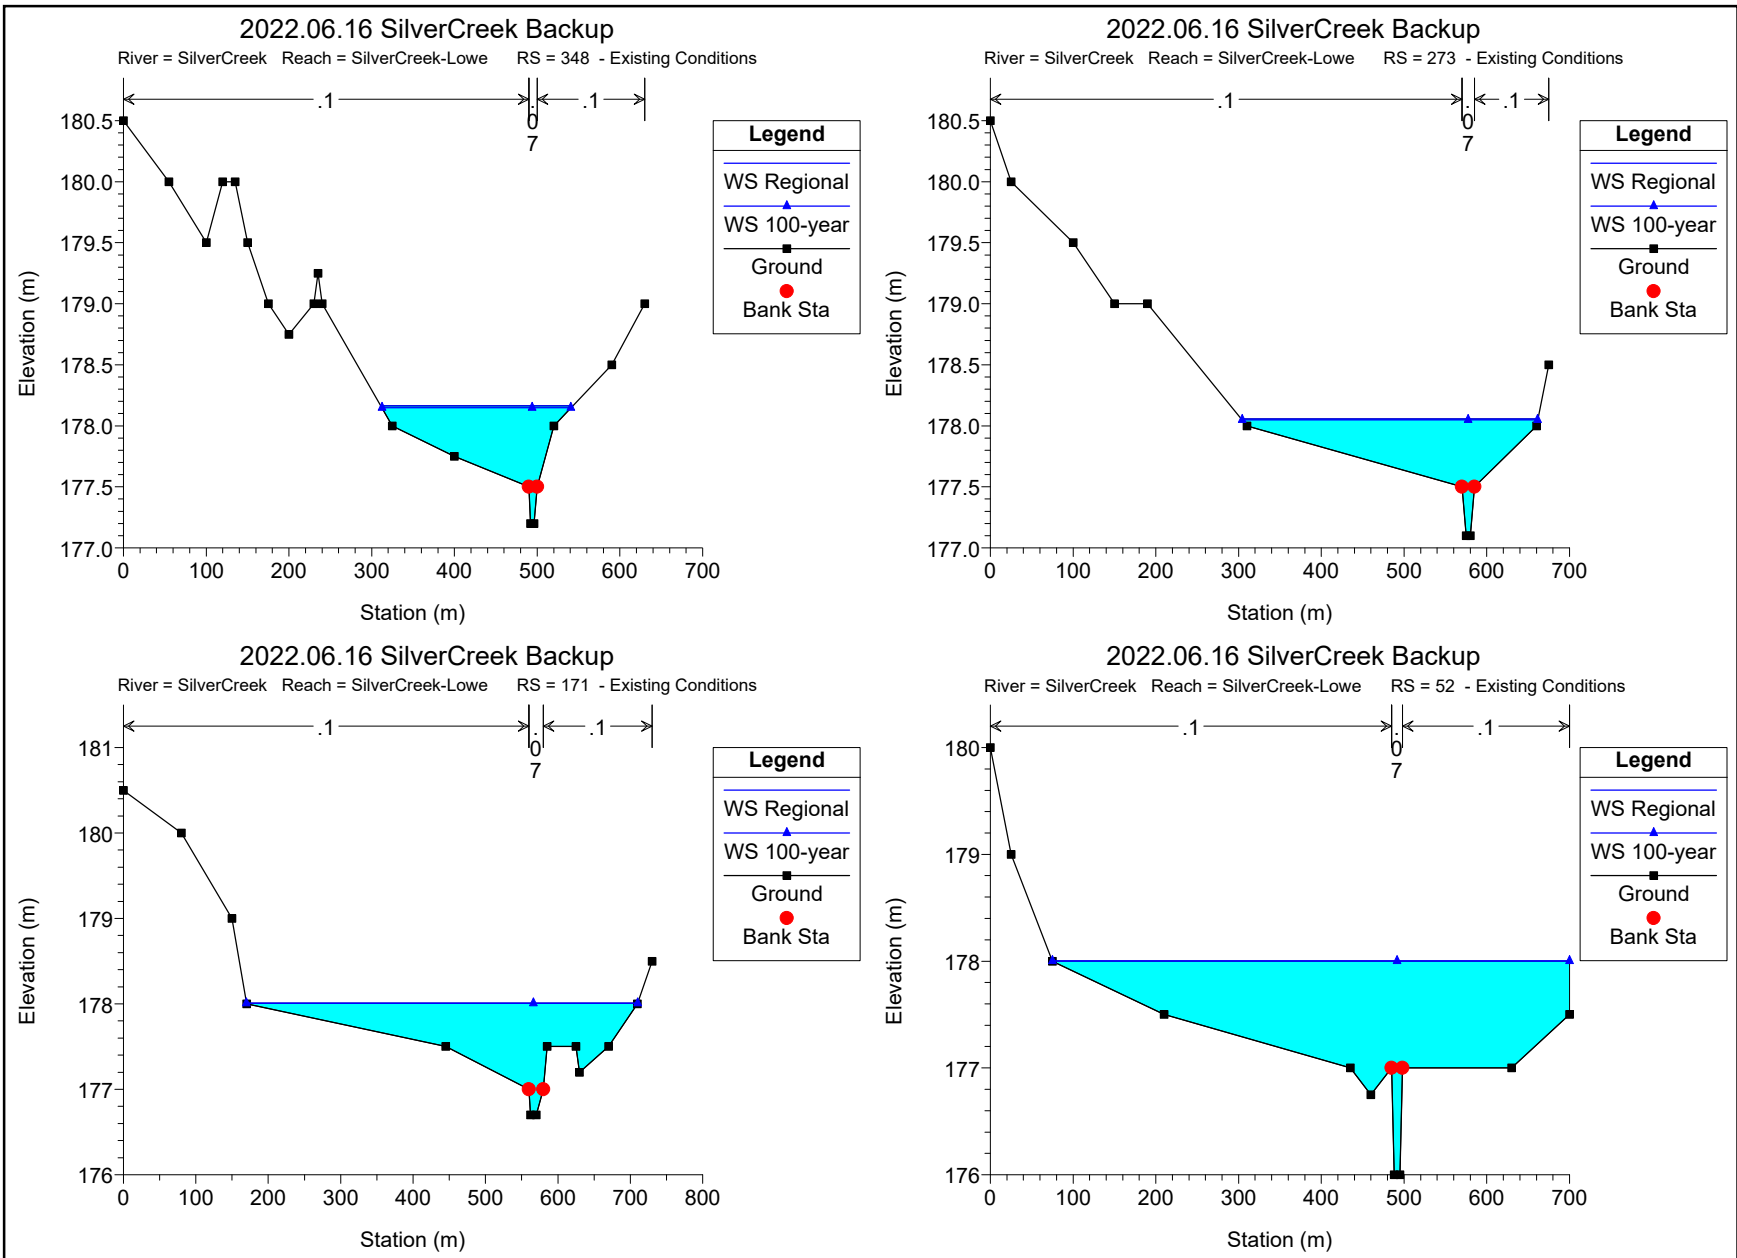 2022.06.16 SilverCreek Backup
River = SilverCreek Reach = SilverCreek-Lowe RS = 348 - Existing Conditions
.1
.
0
7
.1
180.5
180.0
179.5
179.0
178.5
178.0
177.5
177.0
Elevation (m)
0 100 200 300 400 500 600 700
Station (m)
Legend
WS Regional
WS 100-year
Ground
Bank Sta
2022.06.16 SilverCreek Backup
River = SilverCreek Reach = SilverCreek-Lowe RS = 273 - Existing Conditions
.1
.
0
7
.1
180.5
180.0
179.5
179.0
178.5
178.0
177.5
177.0
Elevation (m)
0 100 200 300 400 500 600 700
Station (m)
Legend
WS Regional
WS 100-year
Ground
Bank Sta
2022.06.16 SilverCreek Backup
River = SilverCreek Reach = SilverCreek-Lowe RS = 171 - Existing Conditions
.1
.
0
7
.1
181
180
179
178
177
176
Elevation (m)
0 100 200 300 400 500 600 700 800
Station (m)
Legend
WS Regional
WS 100-year
Ground
Bank Sta
2022.06.16 SilverCreek Backup
River = SilverCreek Reach = SilverCreek-Lowe RS = 52 - Existing Conditions
.1
.
0
7
.1
180
179
178
177
176
Elevation (m)
0 100 200 300 400 500 600 700
Station (m)
Legend
WS Regional
WS 100-year
Ground
Bank Sta